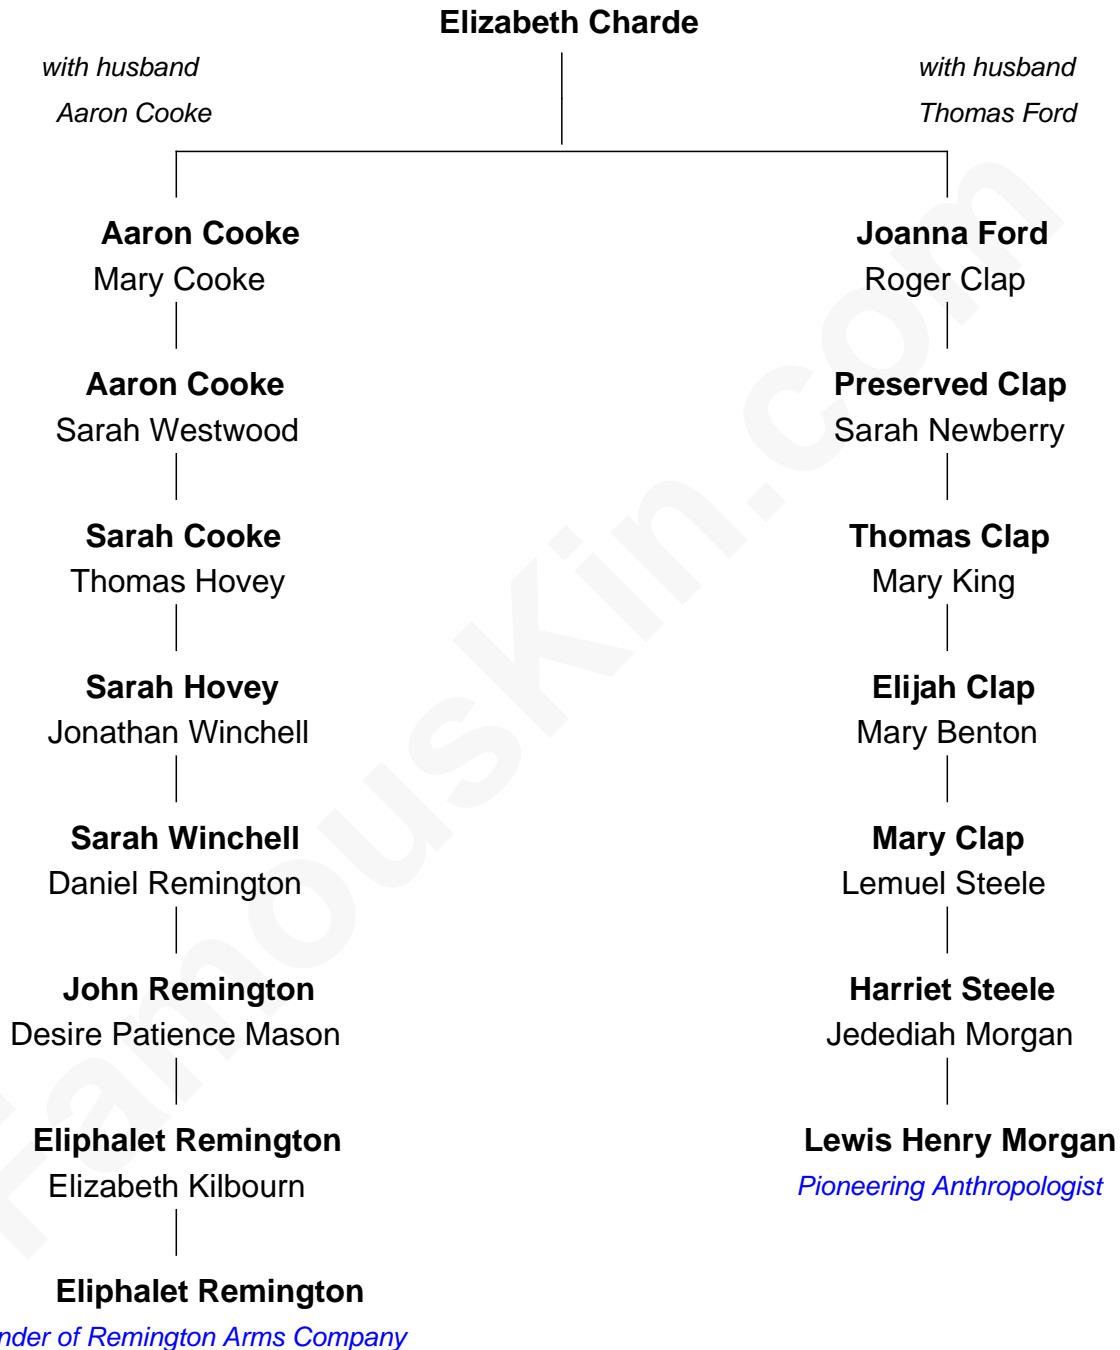 Elizabeth Charde
with husband
Aaron Cooke
with husband
Thomas Ford
Aaron Cooke
Mary Cooke
Joanna Ford
Roger Clap
Aaron Cooke
Sarah Westwood
Preserved Clap
Sarah Newberry
Sarah Cooke
Thomas Hovey
Thomas Clap
Mary King
Sarah Hovey
Jonathan Winchell
Elijah Clap
Mary Benton
Sarah Winchell
Daniel Remington
Mary Clap
Lemuel Steele
John Remington
Desire Patience Mason
Harriet Steele
Jedediah Morgan
Eliphalet Remington
Elizabeth Kilbourn
Lewis Henry Morgan
Pioneering Anthropologist
Eliphalet Remington
nder of Remington Arms Company
FamousKin.com